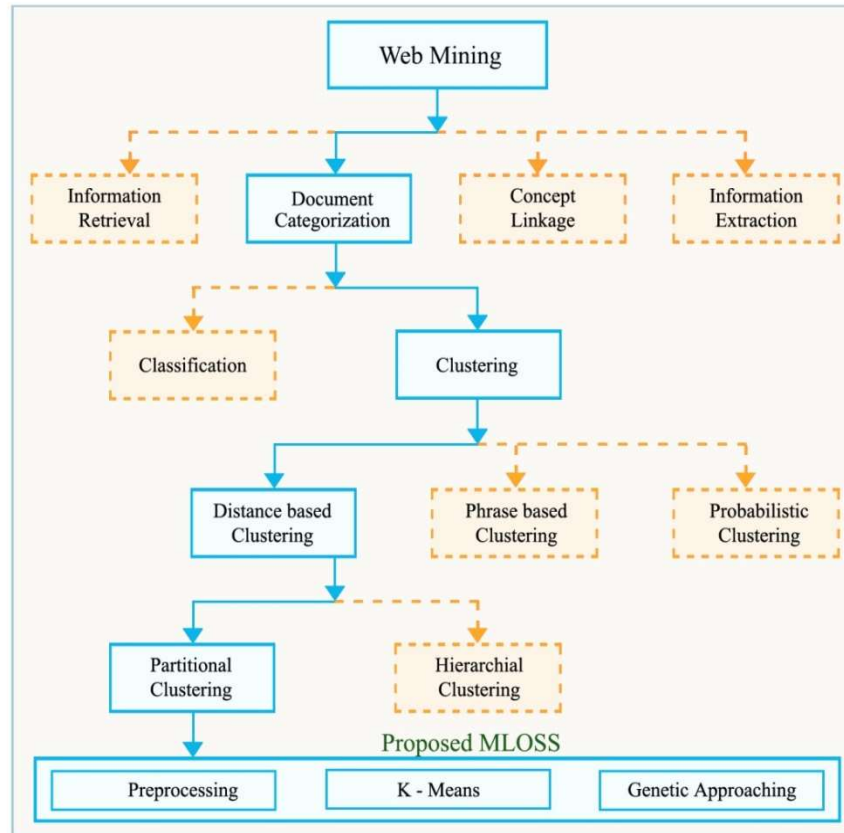 Web Mining
Information
Retrieval
Document
Categorization
Concept
Linkage
Information
Extraction
Classification
Clustering
Distance based
Clustering
Phrase based
Clustering
Probabilistic
Clustering
Partitional
Clustering
Hierarchial
Clustering
Proposed MLOSS
Preprocessing
K - Means
Genetic Approaching